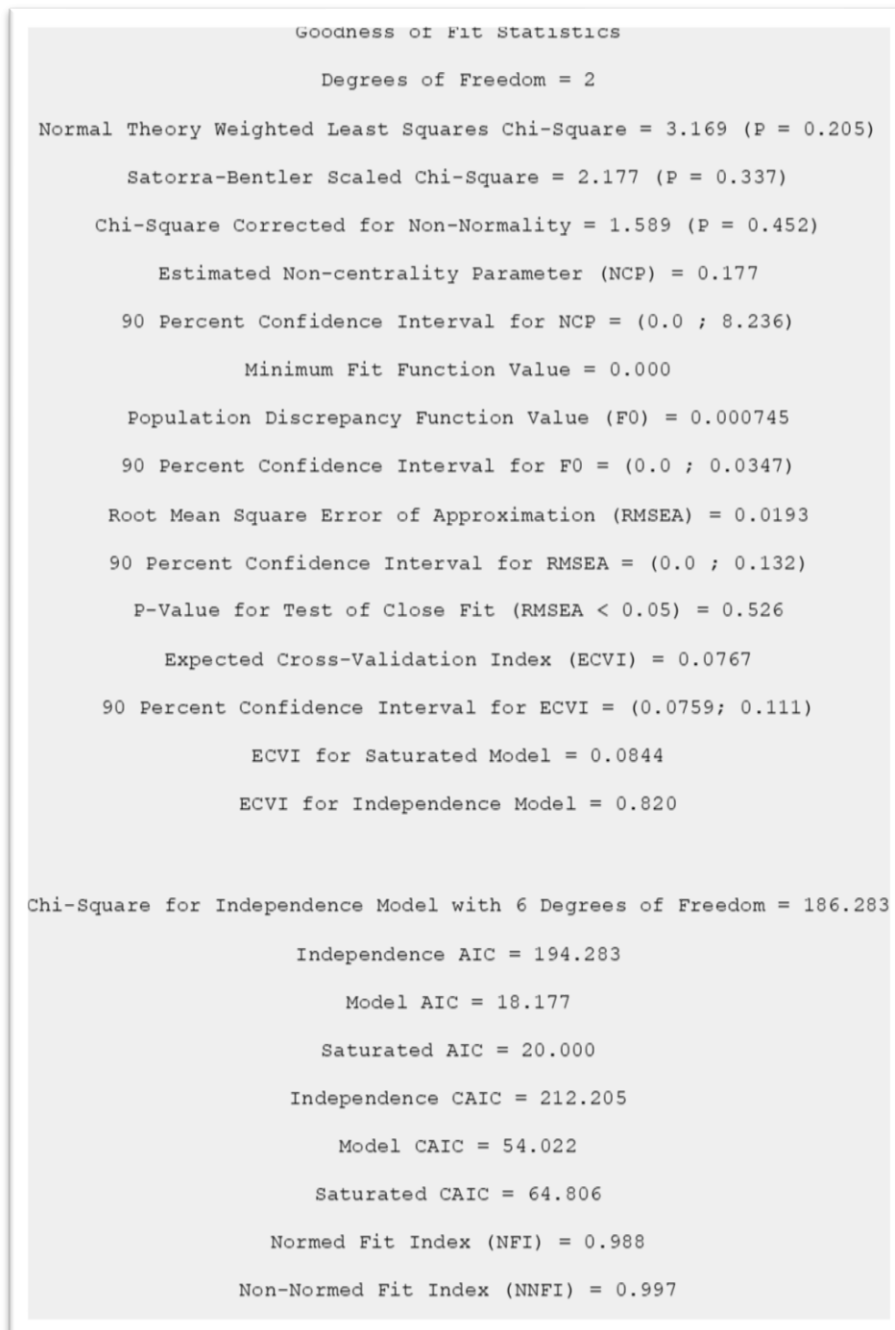 Goodness of Fit Statistics
Degrees of Freedom = 2
Normal Theory Weighted Least Squares Chi-Square = 3.169 (P = 0.205)
Satorra-Bentler Scaled Chi-Square = 2.177 (P = 0.337)
Chi-Square Corrected for Non-Normality = 1.589 (P = 0.452)
Estimated Non-centrality Parameter (NCP) = 0.177
90 Percent Confidence Interval for NCP = (0.0 ; 8.236)
Minimum Fit Function Value = 0.000
Population Discrepancy Function Value (F0) = 0.000745
90 Percent Confidence Interval for F0 = (0.0 ; 0.0347)
Root Mean Square Error of Approximation (RMSEA) = 0.0193
90 Percent Confidence Interval for RMSEA = (0.0 ; 0.132)
P-Value for Test of Close Fit (RMSEA < 0.05) = 0.526
Expected Cross-Validation Index (ECVI) = 0.0767
90 Percent Confidence Interval for ECVI = (0.0759; 0.111)
ECVI for Saturated Model = 0.0844
ECVI for Independence Model = 0.820
Chi-Square for Independence Model with 6 Degrees of Freedom = 186.283
Independence AIC = 194.283
Model AIC = 18.177
Saturated AIC = 20.000
Independence CAIC = 212.205
Model CAIC = 54.022
Saturated CAIC = 64.806
Normed Fit Index (NFI) = 0.988
Non-Normed Fit Index (NNFI) = 0.997